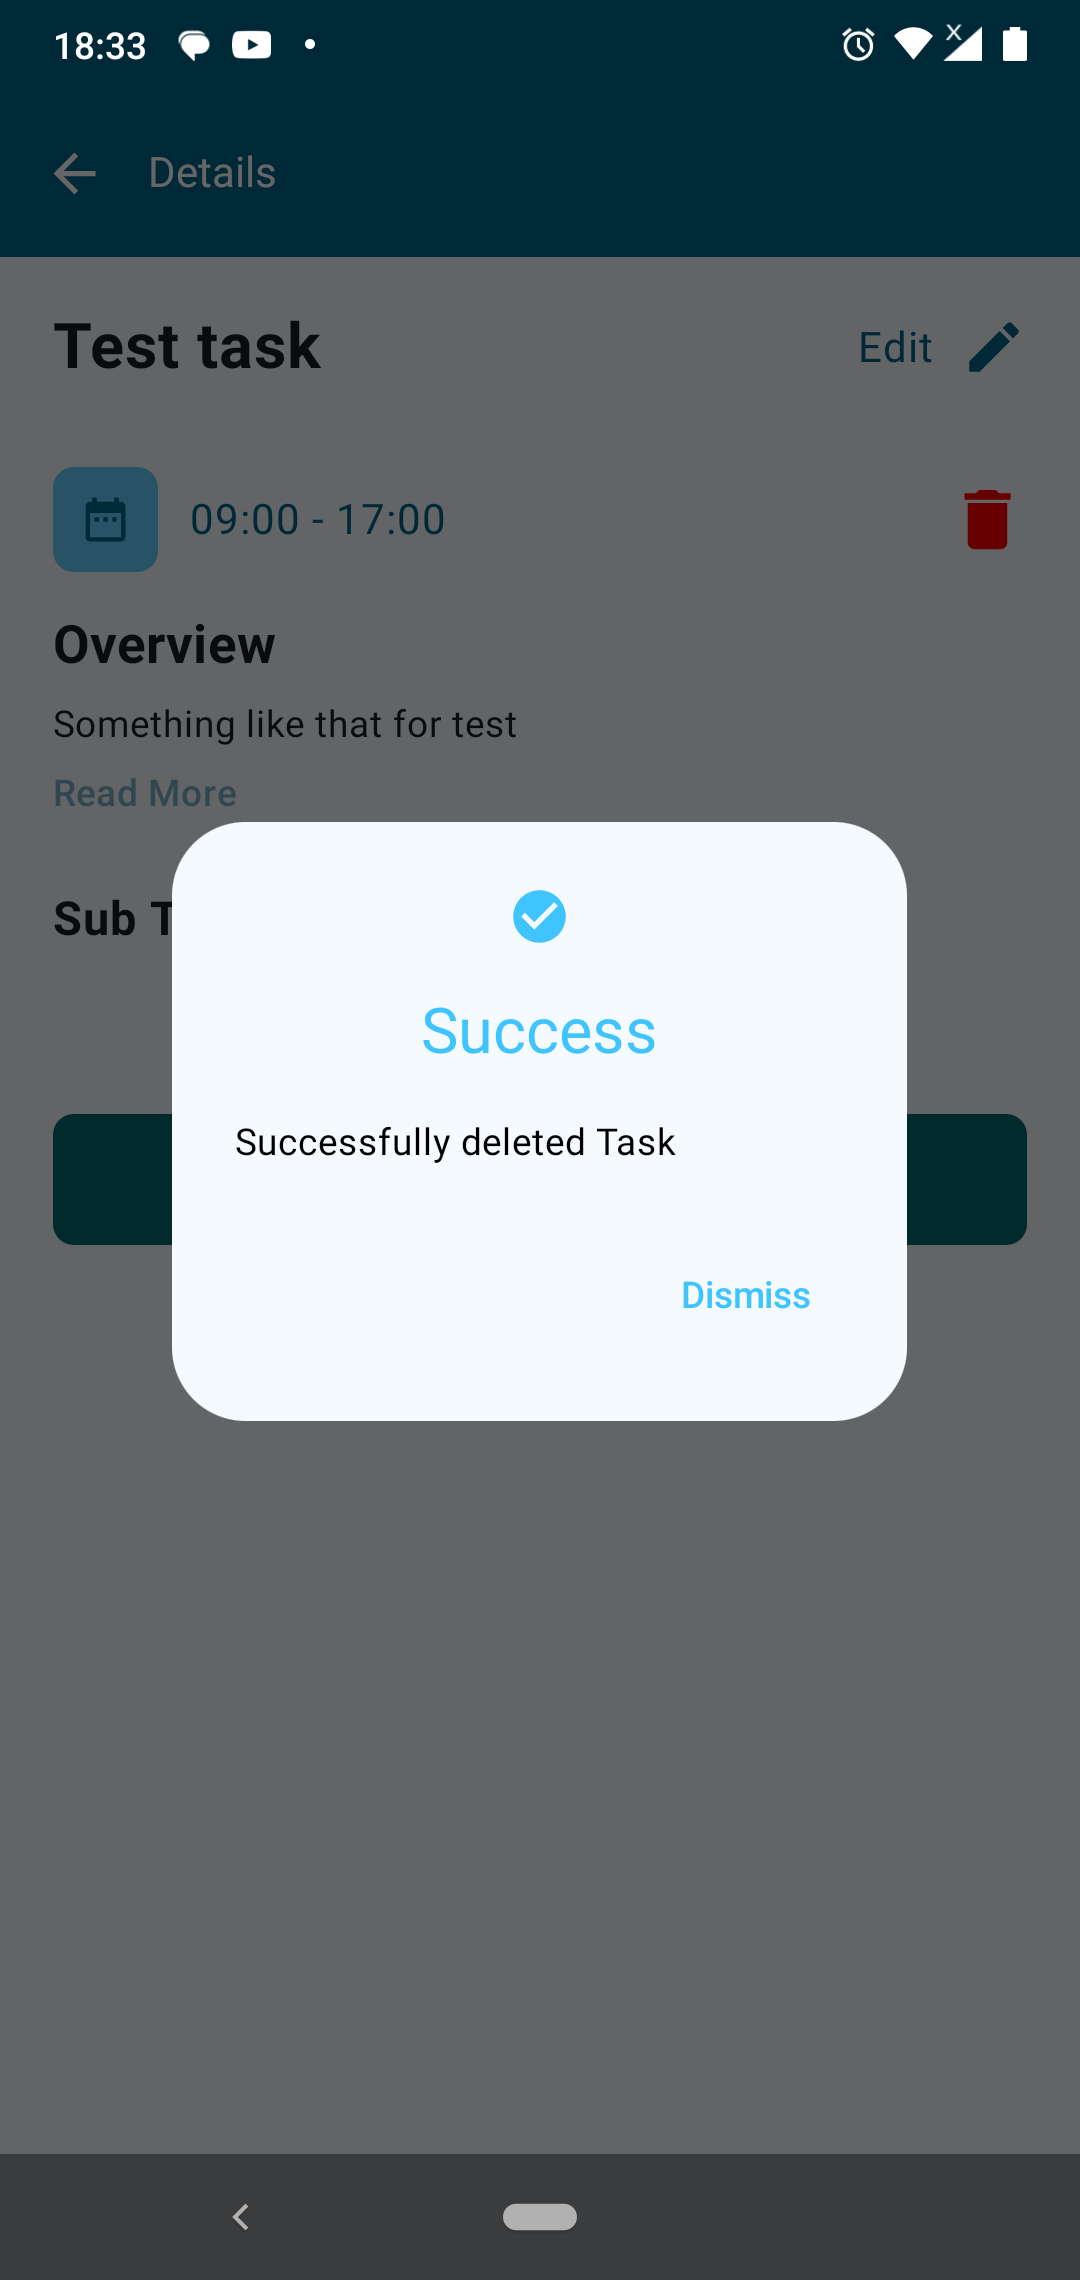 18:33
Details
Test task
Edit
09:00 - 17:00
Overview
Something like that for test
Read More
Sub T
Success
Successfully deleted Task
Dismiss